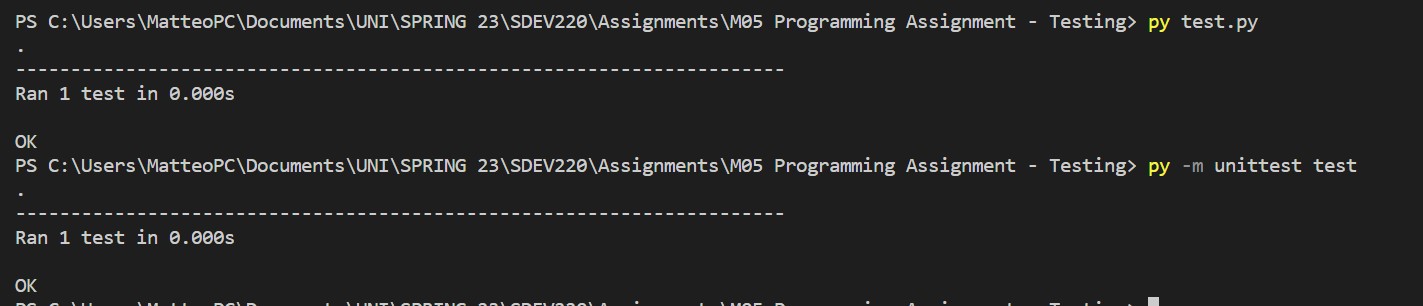 PS C:\Users\MatteoPC\Documents\UNI\SPRING 23\SDEV220\Assignments\M05 Programming Assignment - Testing> py test.py
.
----------------------------------------------------------------------
Ran 1 test in 0.000s
OK
PS C:\Users\MatteoPC\Documents\UNI\SPRING 23\SDEV220\Assignments\M05 Programming Assignment - Testing> py -m unittest test
.
----------------------------------------------------------------------
Ran 1 test in 0.000s
OK